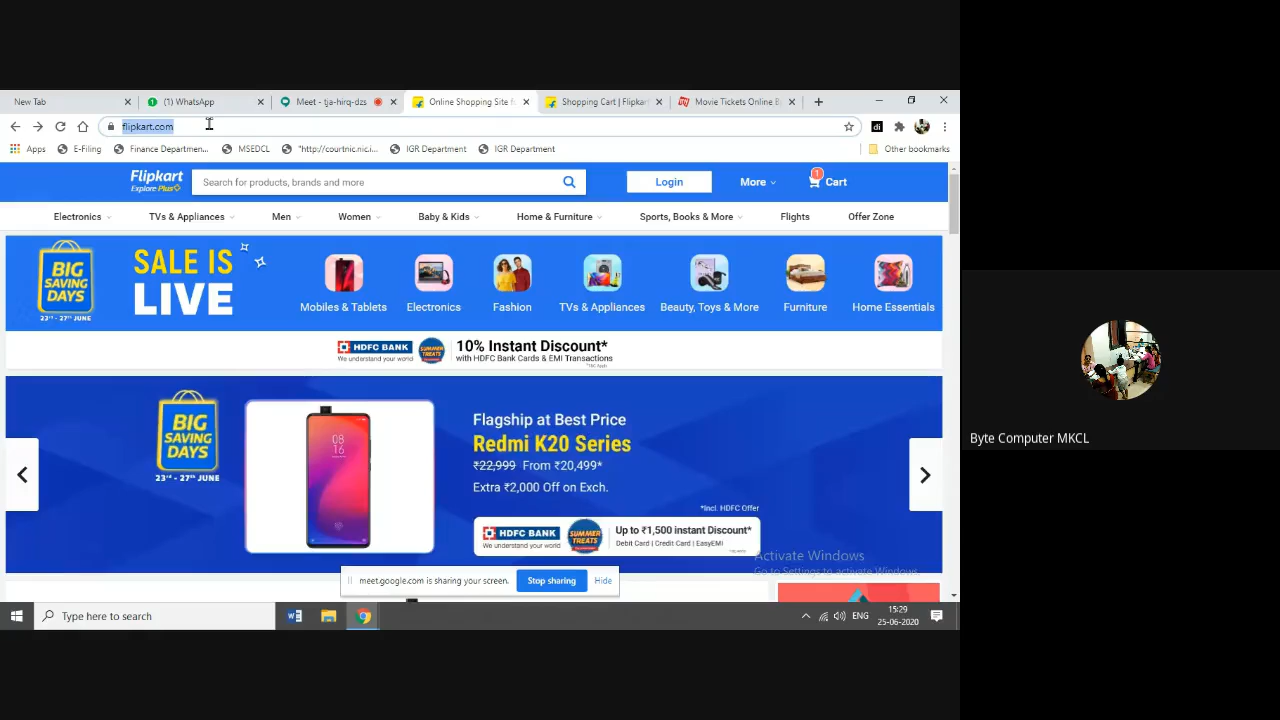 New Tab
(1) WhatsApp
Meet - tja-hirq-dzs
Online Shopping Site f
Shopping Cart | Flipkar
Movie Tickets Online B
flipkart.com
Apps
E-Filing
Finance Departmen...
MSEDCL
"http://courtnic.nic.i...
IGR Department
IGR Department
Other bookmarks
Flipkart
Explore Plus
Search for products, brands and more
Login
More
1
Cart
Electronics
TVs & Appliances
Men
Women
Baby & Kids
Home & Furniture
Sports, Books & More
Flights
Offer Zone
BIG
SAVING
DAYS
23rd - 27th JUNE
SALE IS
LIVE
Mobiles & Tablets
Electronics
Fashion
TVs & Appliances
Beauty, Toys & More
Furniture
Home Essentials
HDFC BANK
We understand your world
SUMMER
TREATS
10% Instant Discount*
with HDFC Bank Cards & EMI Transactions
BIG
SAVING
DAYS
23rd - 27th JUNE
08
16
Flagship at Best Price
Redmi K20 Series
₹22,999 From ₹20,499*
Extra ₹2,000 Off on Exch.
*Incl. HDFC Offer
HDFC BANK
We understand your world
SUMMER
TREATS
Up to ₹1,500 instant Discount*
Debit Card | Credit Card | EasyEMI
Activate Windows
Go to Settings to activate Windows.
meet.google.com is sharing your screen.
Stop sharing
Hide
Type here to search
ENG
15:29
25-06-2020
Byte Computer MKCL